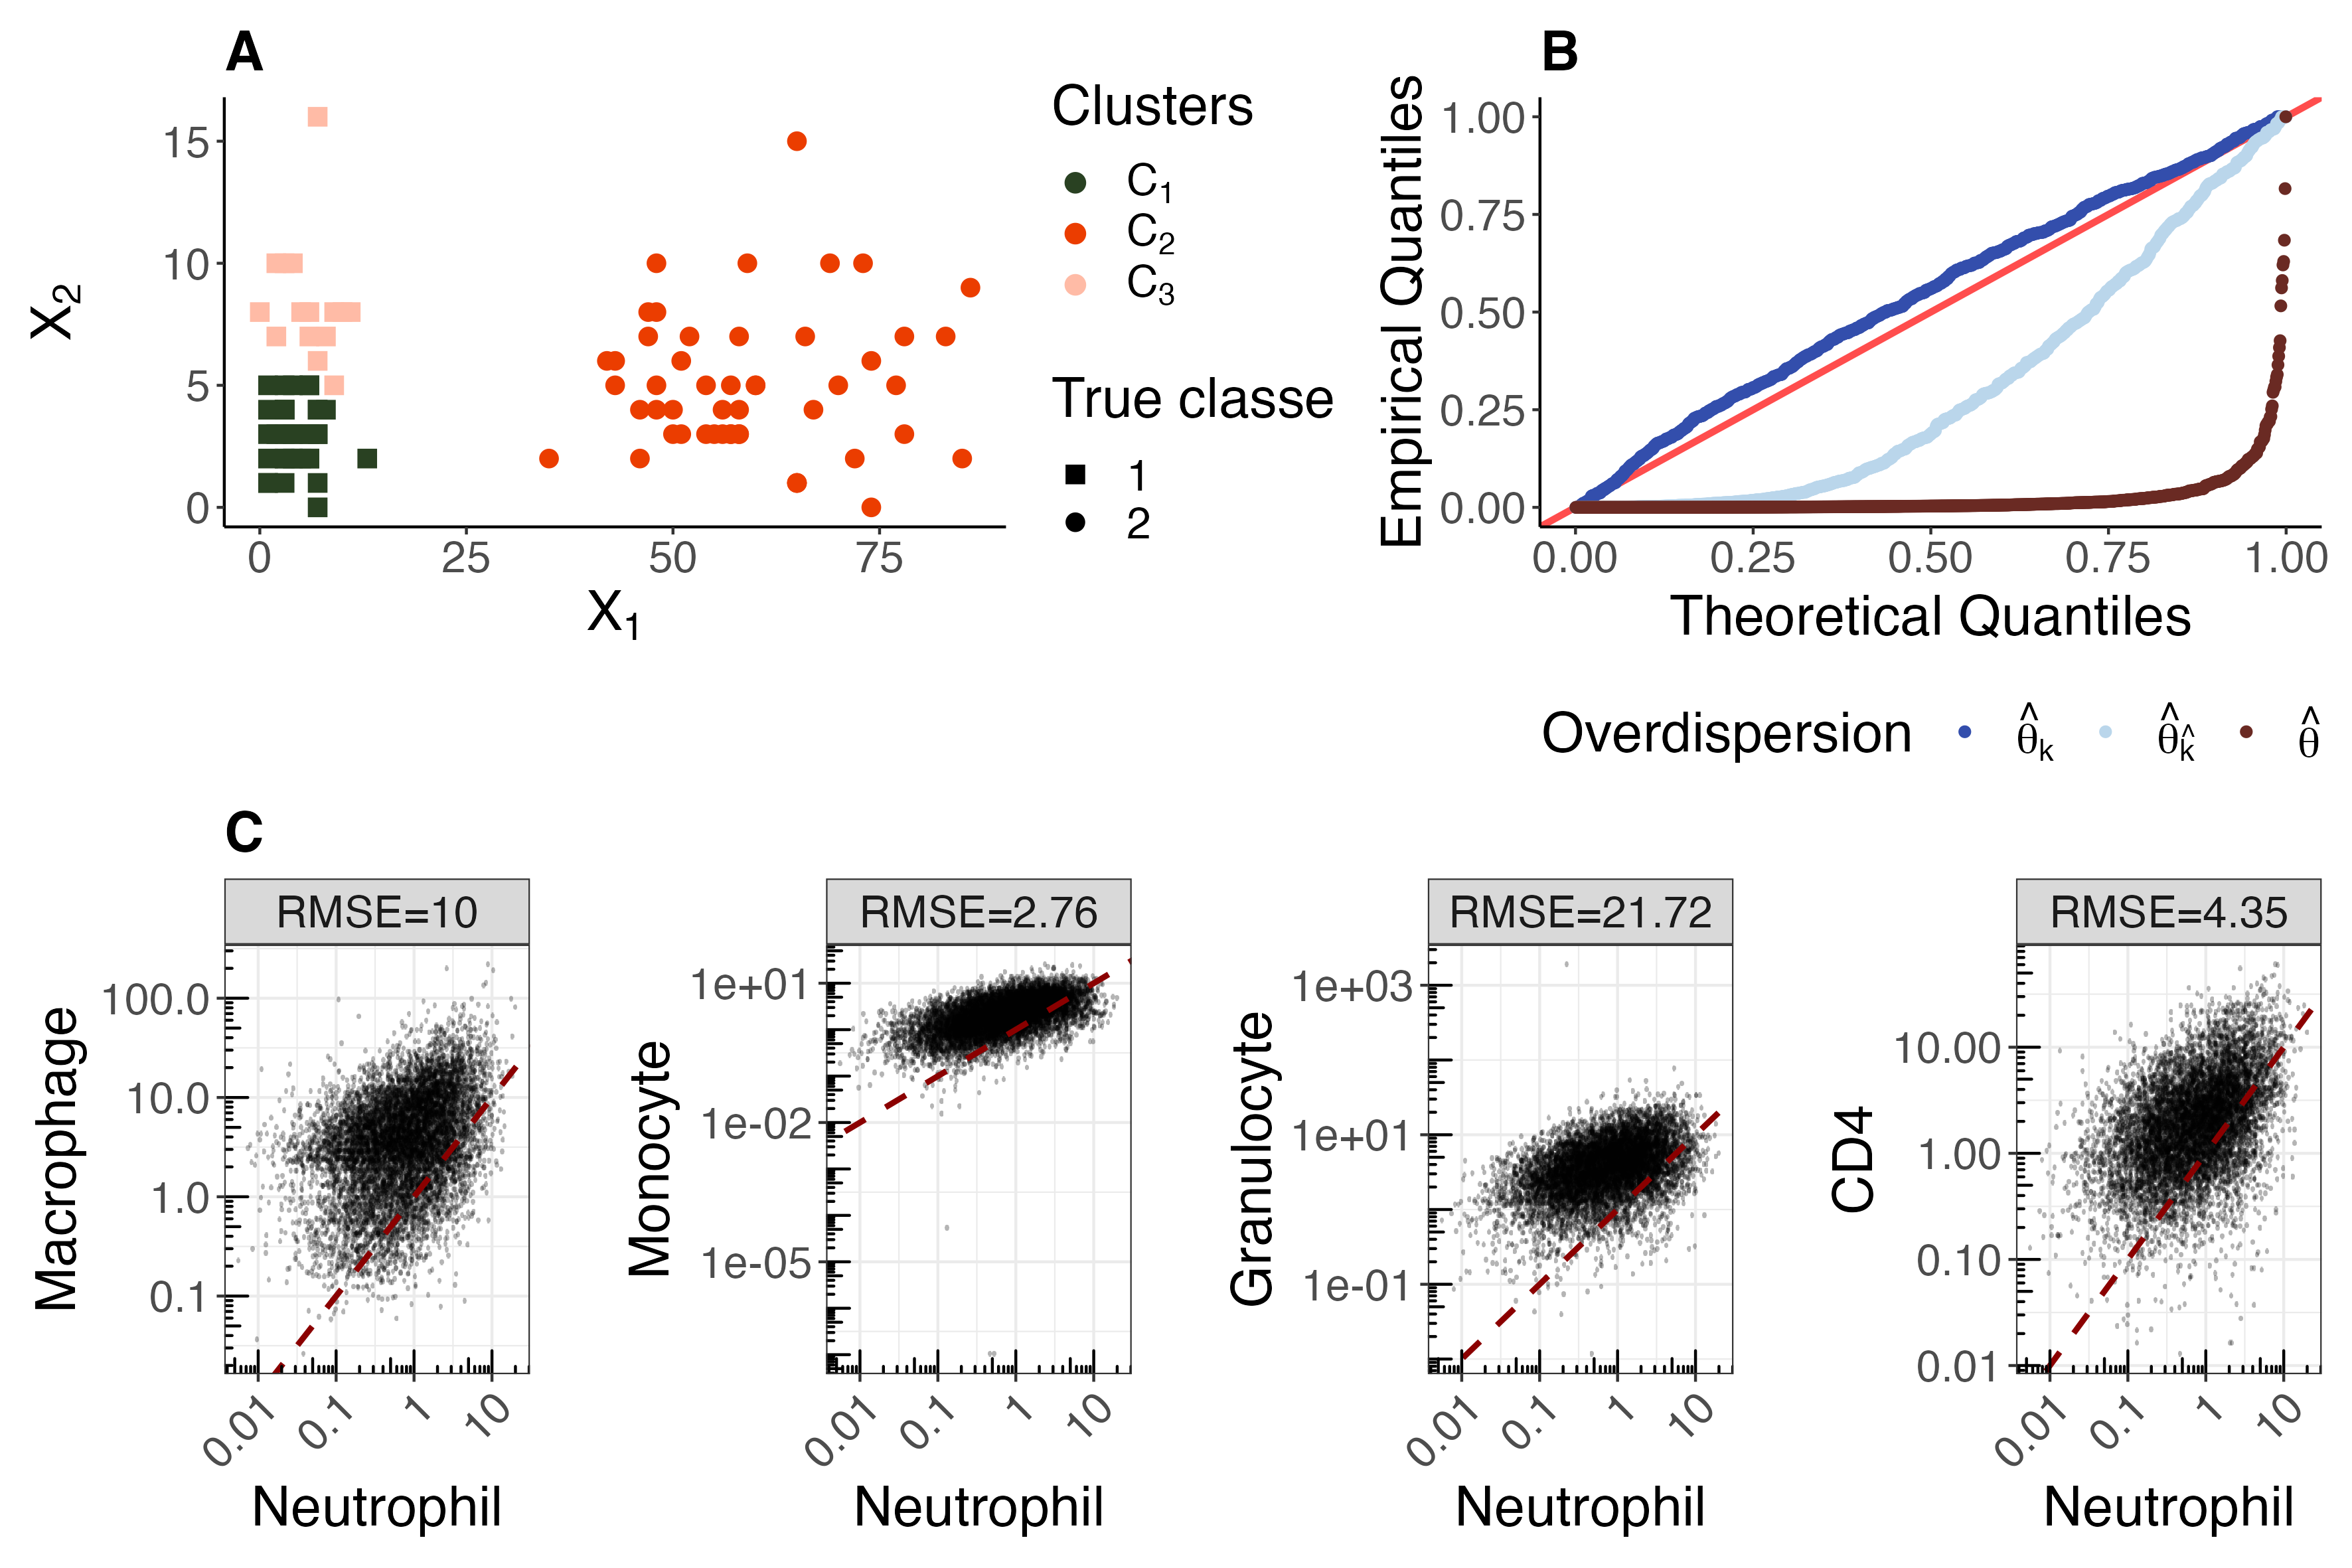 A
X2
15
10
5
0
0 25 50 75
X1
Clusters
C1
C2
C3
True classe
1
2
B
Empirical Quantiles
1.00
0.75
0.50
0.25
0.00
0.00 0.25 0.50 0.75 1.00
Theoretical Quantiles
Overdispersion θ̂k θ̂k̂ θ̂
C
RMSE=10
Macrophage
100.0
10.0
1.0
0.1
0.01 0.1 1 10
Neutrophil
RMSE=2.76
Monocyte
1e+01
1e-02
1e-05
0.01 0.1 1 10
Neutrophil
RMSE=21.72
Granulocyte
1e+03
1e+01
1e-01
0.01 0.1 1 10
Neutrophil
RMSE=4.35
CD4
10.00
1.00
0.10
0.01
0.01 0.1 1 10
Neutrophil